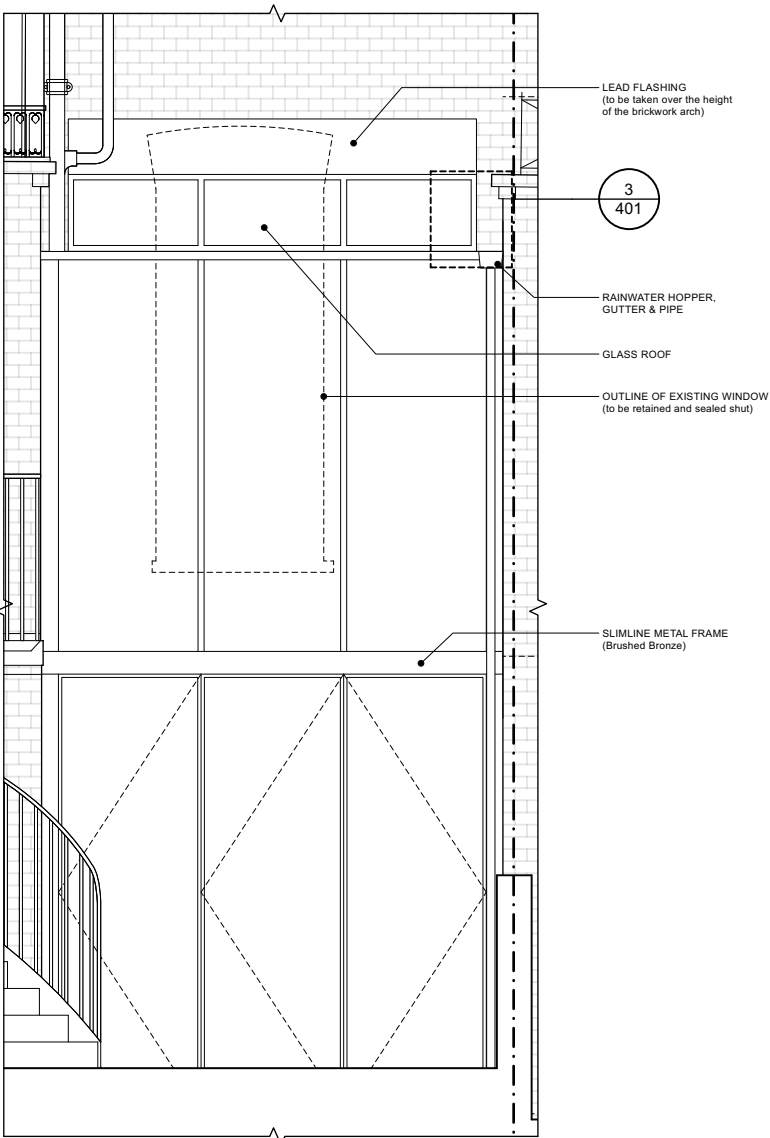 LEAD FLASHING
(to be taken over the height
of the brickwork arch)
3
401
RAINWATER HOPPER,
GUTTER & PIPE
GLASS ROOF
OUTLINE OF EXISTING WINDOW
(to be retained and sealed shut)
SLIMLINE METAL FRAME
(Brushed Bronze)